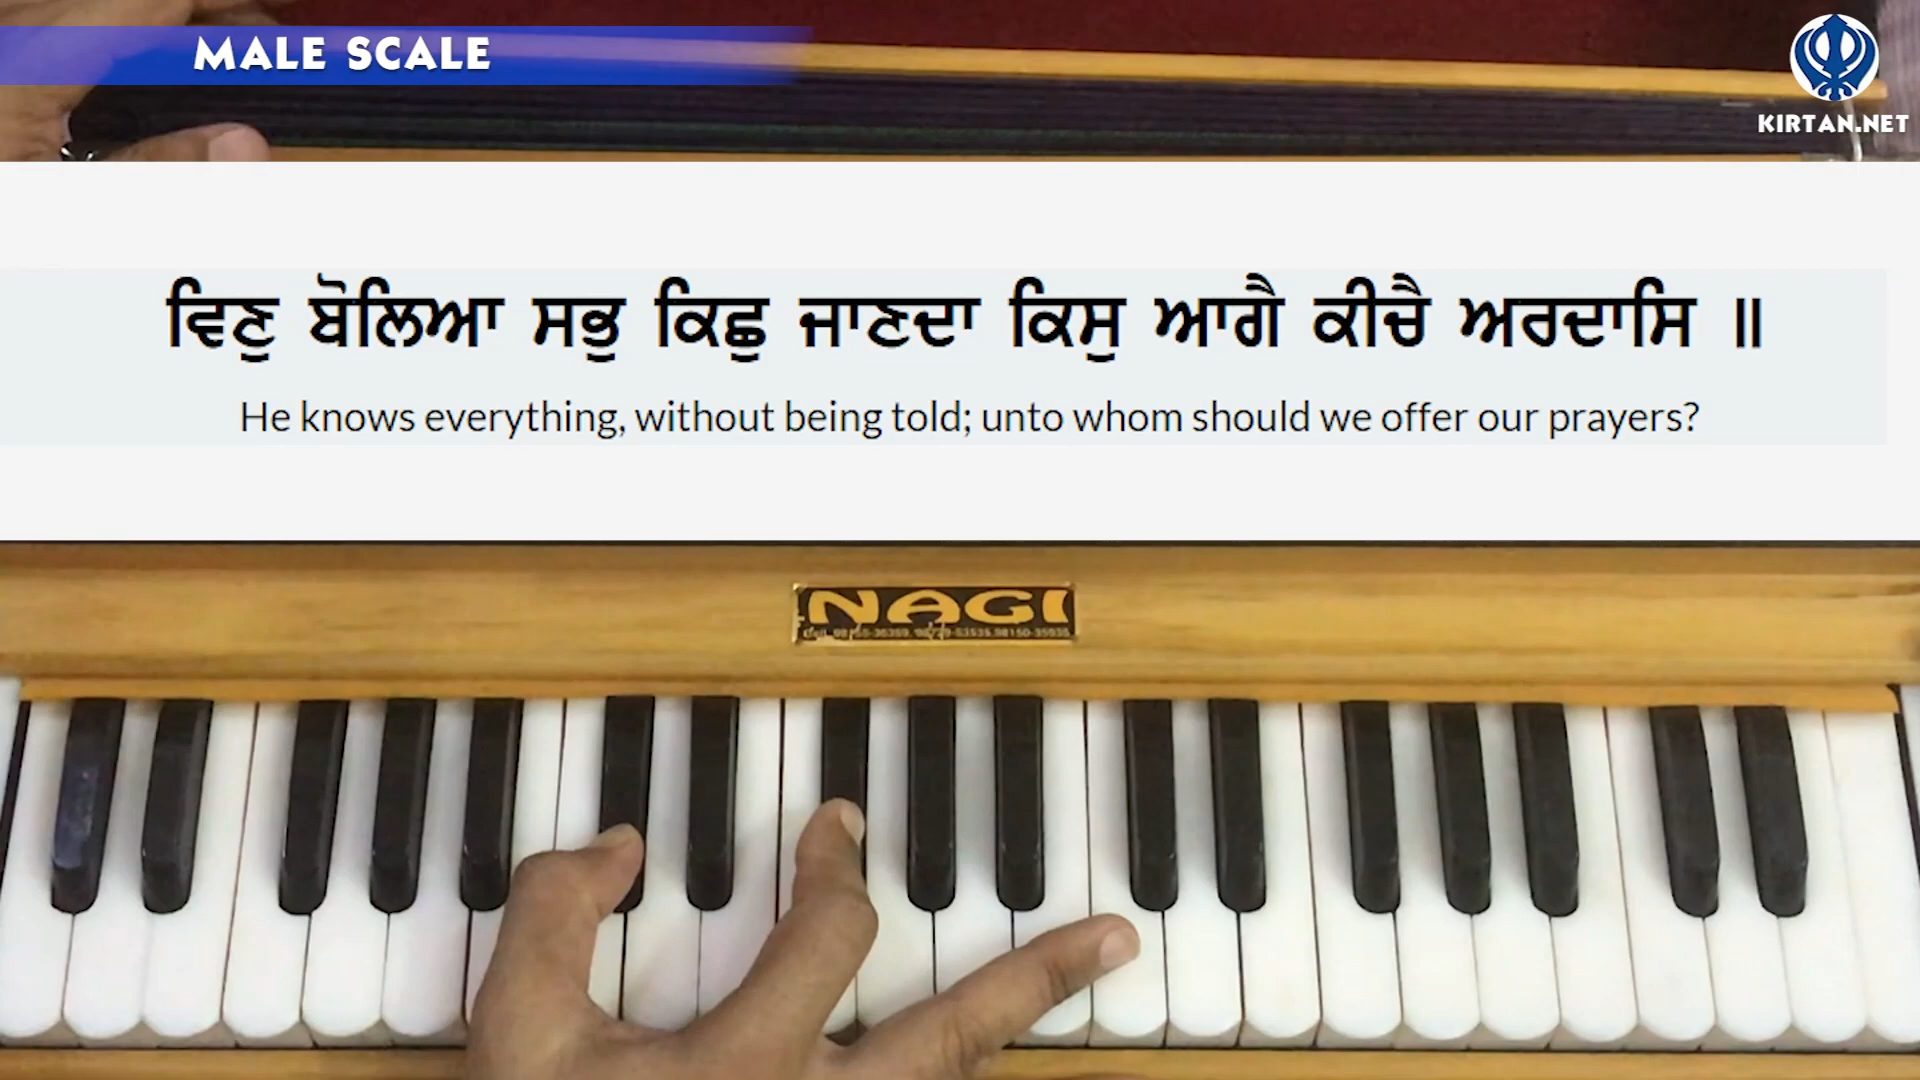 MALE SCALE
KIRTAN.NET
ਵਿਣੁ ਬੋਲਿਆ ਸਭੁ ਕਿਛੁ ਜਾਣਦਾ ਕਿਸੁ ਆਗੈ ਕੀਚੈ ਅਰਦਾਸਿ ॥
He knows everything, without being told; unto whom should we offer our prayers?
NAGI